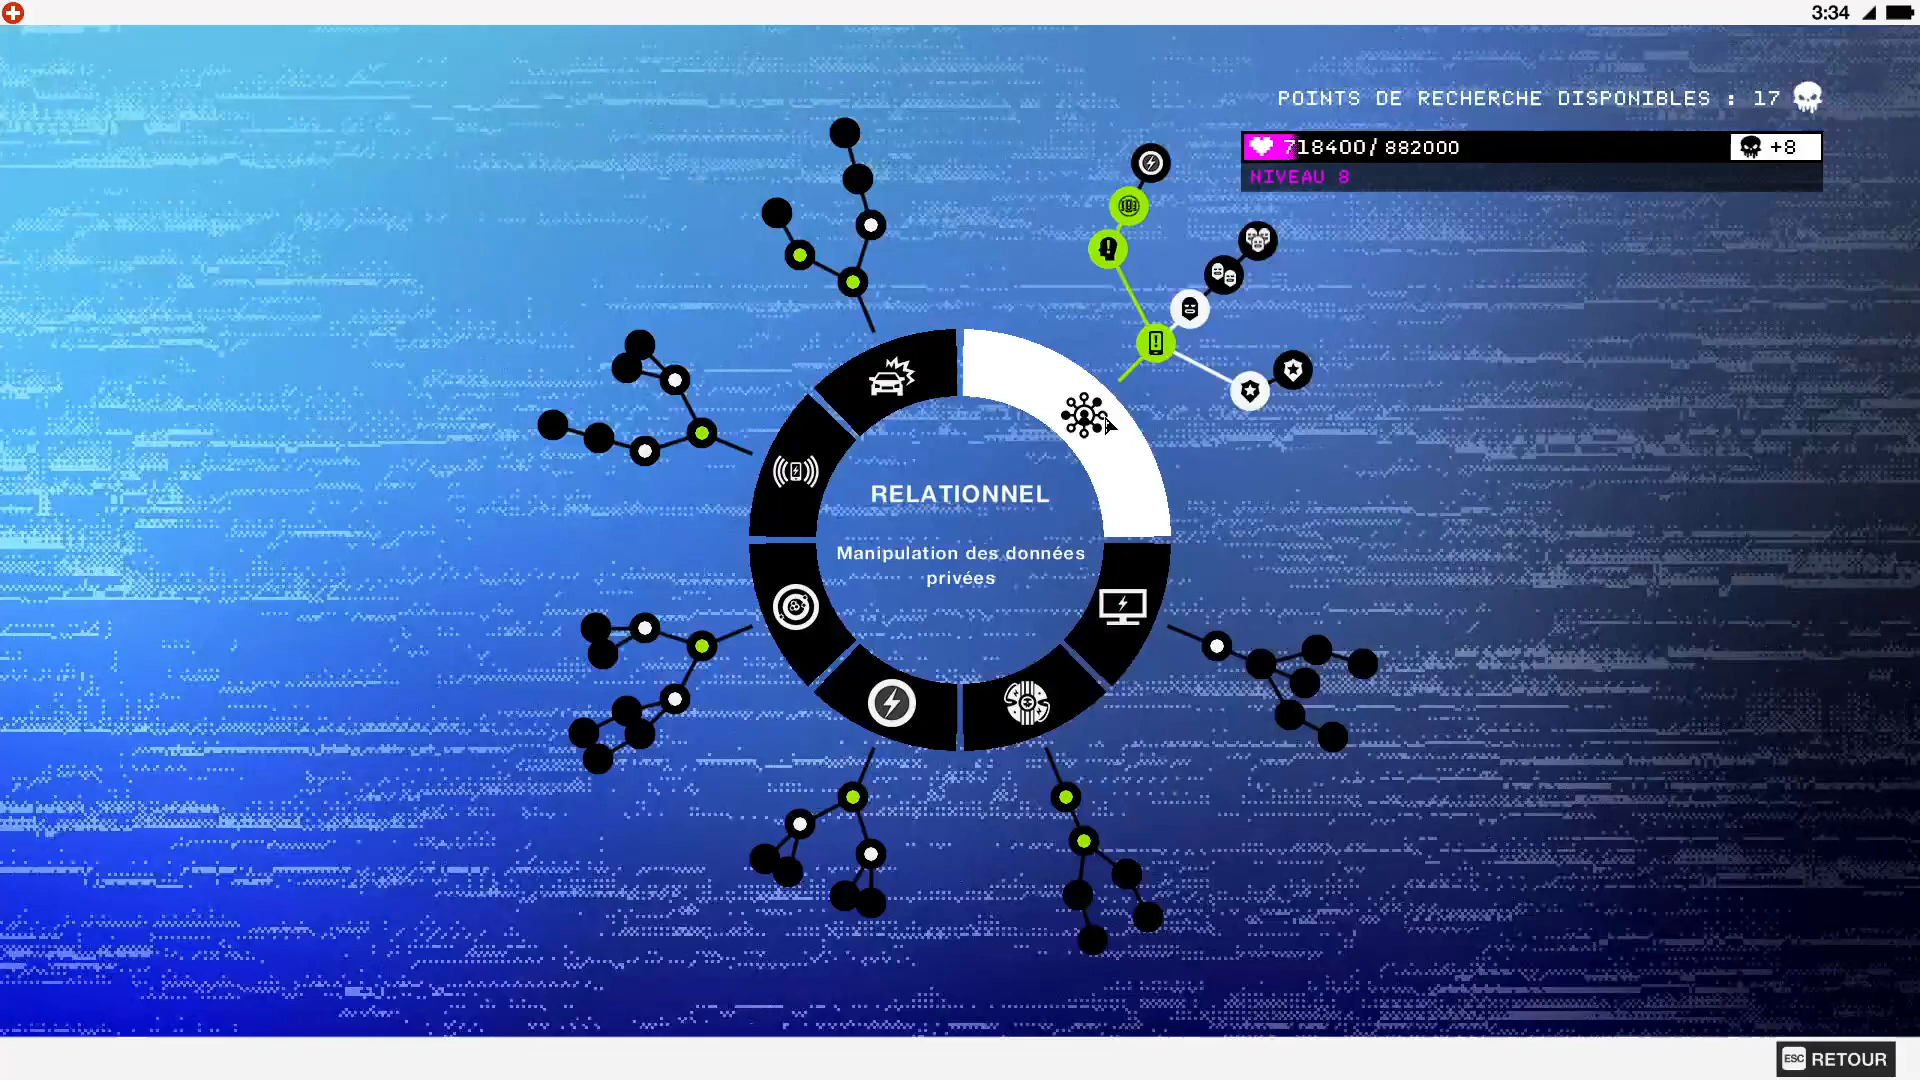 3:34
POINTS DE RECHERCHE DISPONIBLES : 17
718400/ 882000
+8
NIVEAU 8
RELATIONNEL
Manipulation des données
privées
ESC RETOUR